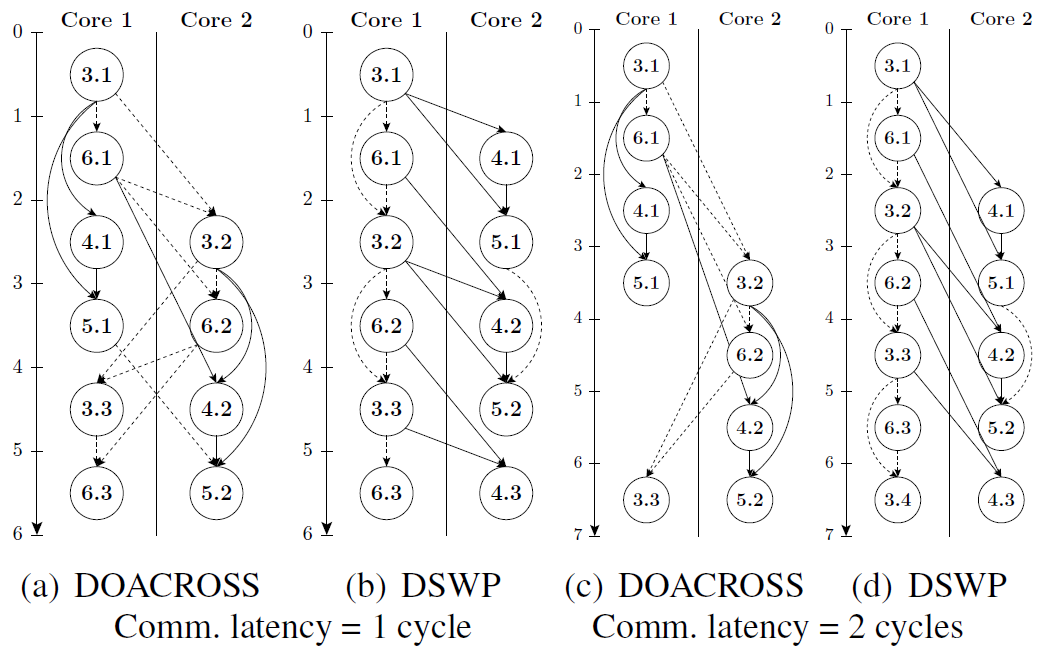 Core 1 Core 2 Core 1 Core 2 Core 1 Core 2 Core 1 Core 2
0 0 0 0
3.1 3.1 3.1 3.1
1 1 1 1
6.1 6.1 4.1 6.1 6.1
2 2 2 2
4.1 3.2 3.2 5.1 4.1 3.2 4.1
3 3 3 3
5.1 6.2 6.2 4.2 5.1 3.2 6.2 5.1
4 4 4 4
3.3 4.2 3.3 5.2 6.2 3.3 4.2
5 5 5 5
6.3 5.2 6.3 4.3 4.2 6.3 5.2
6 6 6 6
3.3 5.2 3.4 4.3
7 7
(a) DOACROSS (b) DSWP (c) DOACROSS (d) DSWP
Comm. latency = 1 cycle Comm. latency = 2 cycles